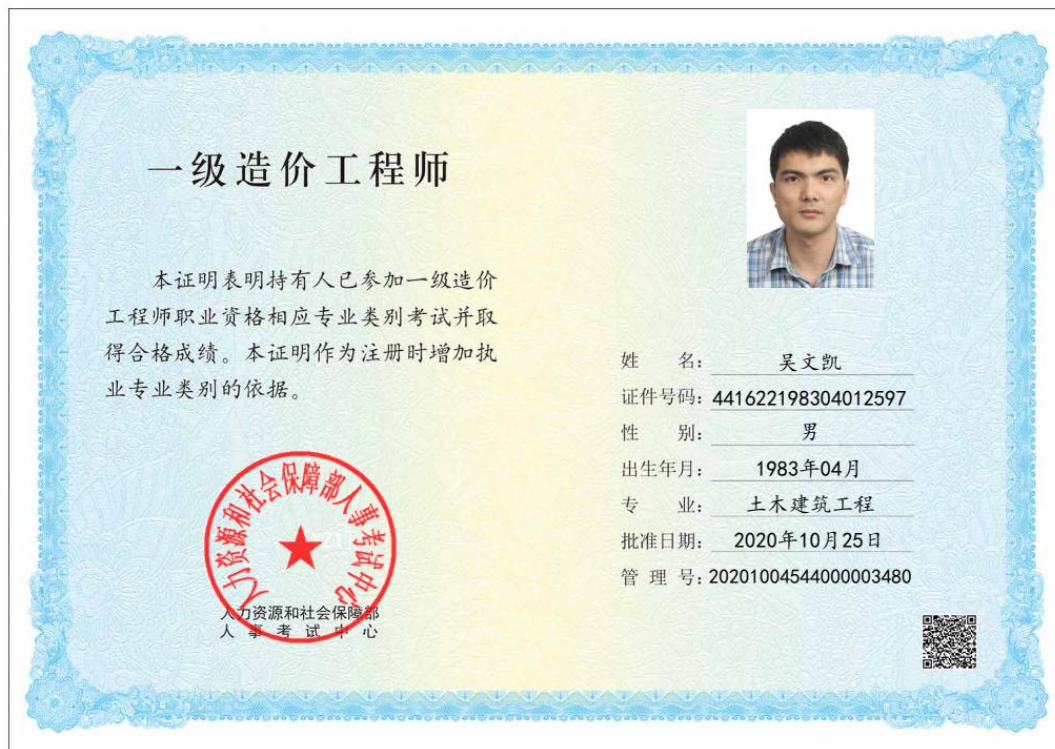 一级造价工程师
本证明表明持有人已参加一级造价
工程师职业资格相应专业类别考试并取
得合格成绩。本证明作为注册时增加执
业专业类别的依据。
人力资源和社会保障部人事考试中心
人力资源和社会保障部
人事考试中心
姓名：吴文凯
证件号码：441622198304012597
性别：男
出生年月：1983年04月
专业：土木建筑工程
批准日期：2020年10月25日
管理号：20201004544000003480